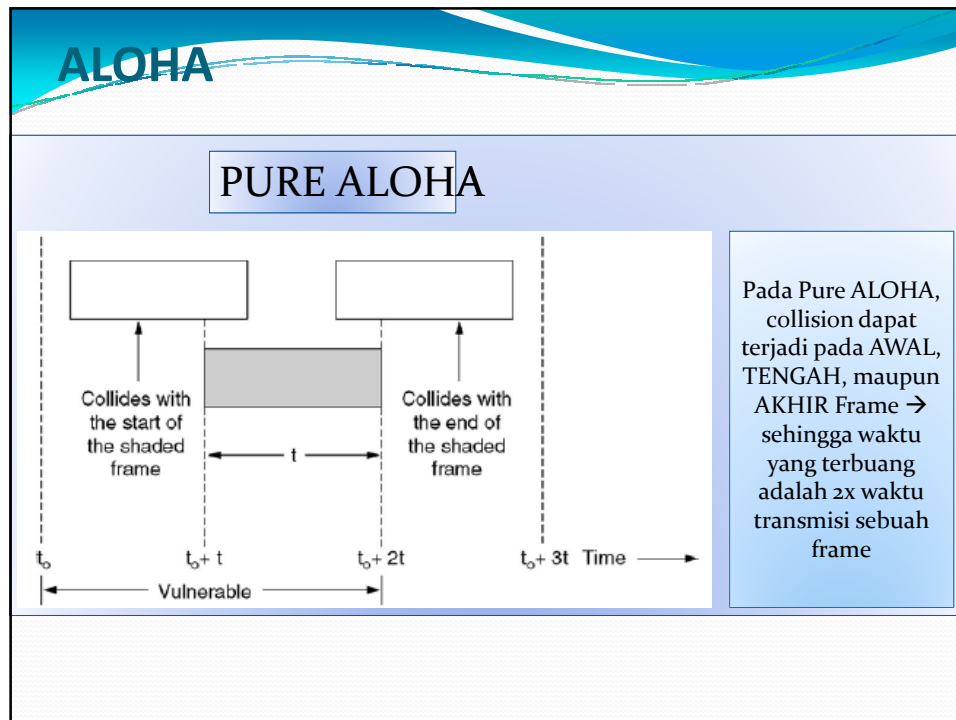 ALOHA
PURE ALOHA
Collides with
the start of
the shaded
frame
t
Collides with
the end of
the shaded
frame
t₀
t₀+ t
t₀+ 2t
t₀+ 3t Time
Vulnerable
Pada Pure ALOHA,
collision dapat
terjadi pada AWAL,
TENGAH, maupun
AKHIR Frame →
sehingga waktu
yang terbuang
adalah 2x waktu
transmisi sebuah
frame